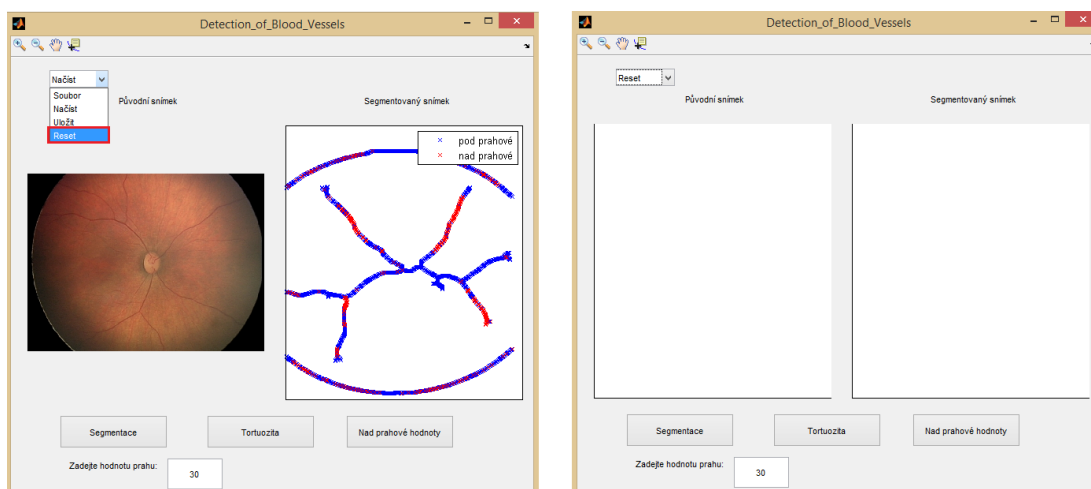 Detection_of_Blood_Vessels
Načíst
Soubor
Načíst
Uložit
Reset
Původní snímek
Segmentovaný snímek
pod prahové
nad prahové
Segmentace
Tortuozita
Nad prahové hodnoty
Zadejte hodnotu prahu:
30
Detection_of_Blood_Vessels
Reset
Původní snímek
Segmentovaný snímek
Segmentace
Tortuozita
Nad prahové hodnoty
Zadejte hodnotu prahu:
30